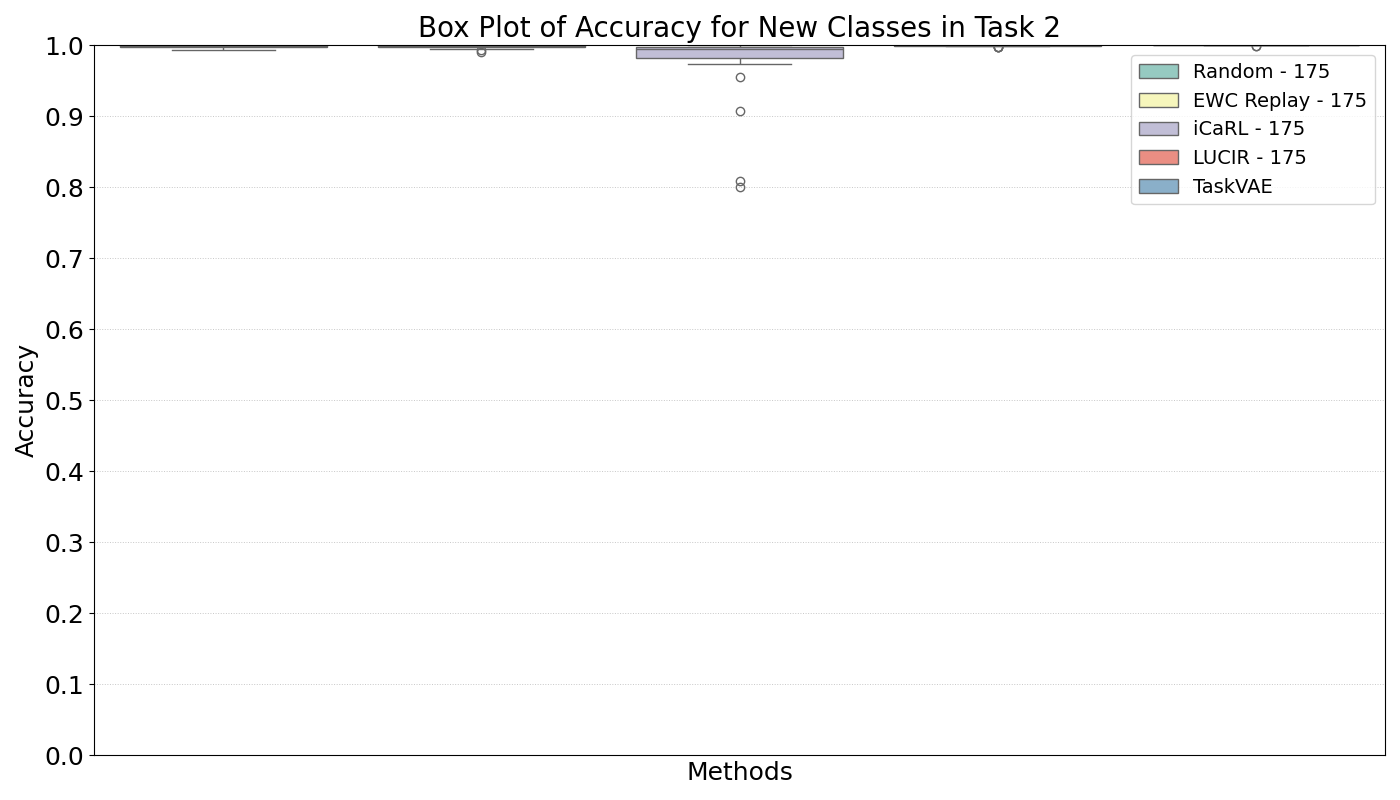 Box Plot of Accuracy for New Classes in Task 2
1.0
0.9
0.8
0.7
0.6
0.5
0.4
0.3
0.2
0.1
0.0
Accuracy
Methods
Random - 175
EWC Replay - 175
iCaRL - 175
LUCIR - 175
TaskVAE